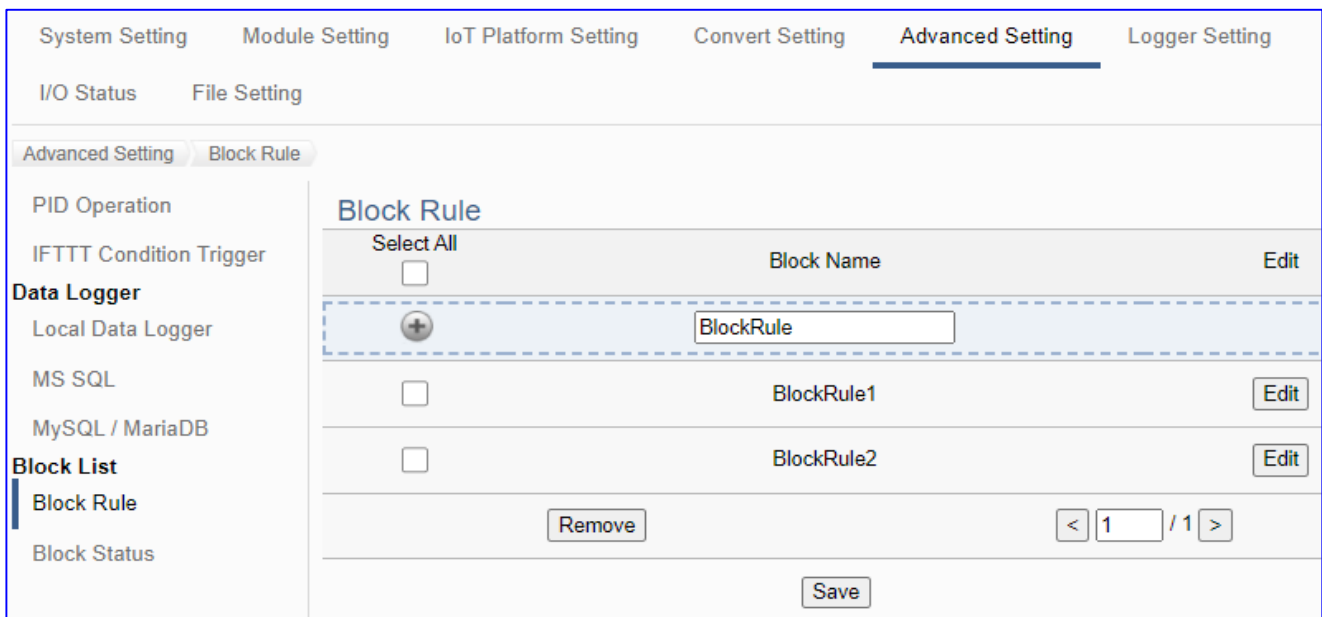 System Setting Module Setting IoT Platform Setting Convert Setting Advanced Setting Logger Setting
I/O Status File Setting
Advanced Setting Block Rule
PID Operation
IFTTT Condition Trigger
Data Logger
Local Data Logger
MS SQL
MySQL / MariaDB
Block List
Block Rule
Block Status
Block Rule
Select All Block Name Edit
BlockRule
BlockRule1 Edit
BlockRule2 Edit
Remove < 1 / 1 >
Save